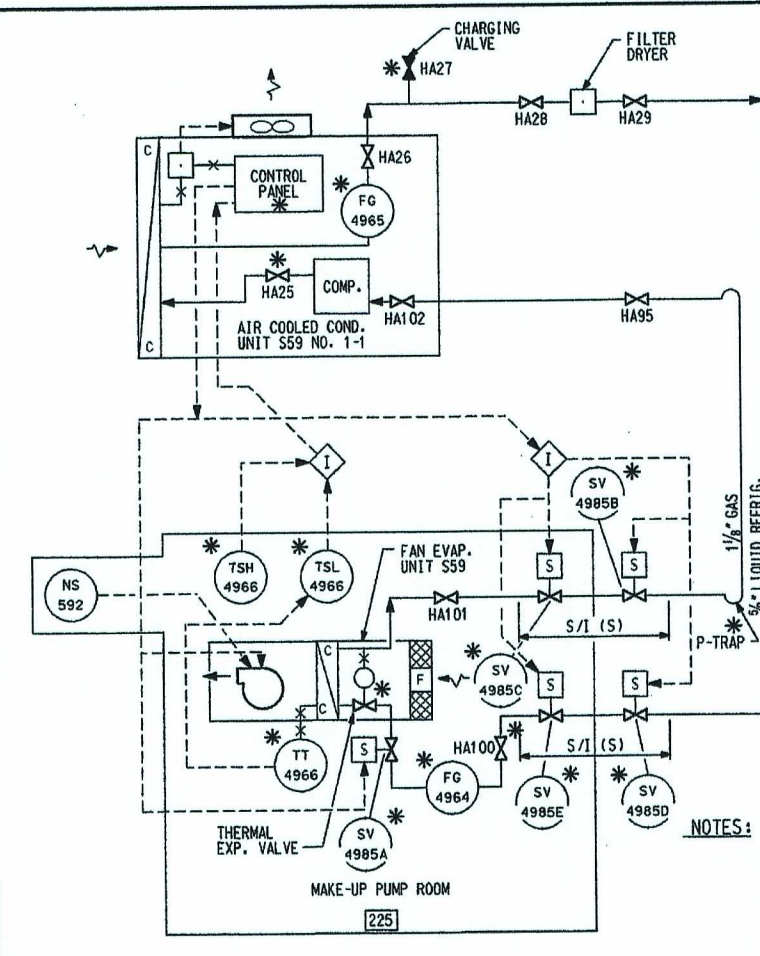 CHARGING
VALVE
HA27
FILTER
DRYER
HA28
HA29
C
CONTROL
PANEL
HA26
FG
4965
HA25
COMP.
HA102
HA95
AIR COOLED COND.
UNIT S59 NO. 1-1
C
I
I
SV
4985B
1 1/8" GAS
5/8" LIQUID REFRIG.
NS
592
TSH
4966
TSL
4966
FAN EVAP.
UNIT S59
S
S
HA101
S/I (S)
P-TRAP
C
F
SV
4985C
S
S
C
TT
4966
S
FG
4964
HA100
S/I (S)
SV
4985E
SV
4985D
THERMAL
EXP. VALVE
SV
4985A
NOTES:
MAKE-UP PUMP ROOM
225